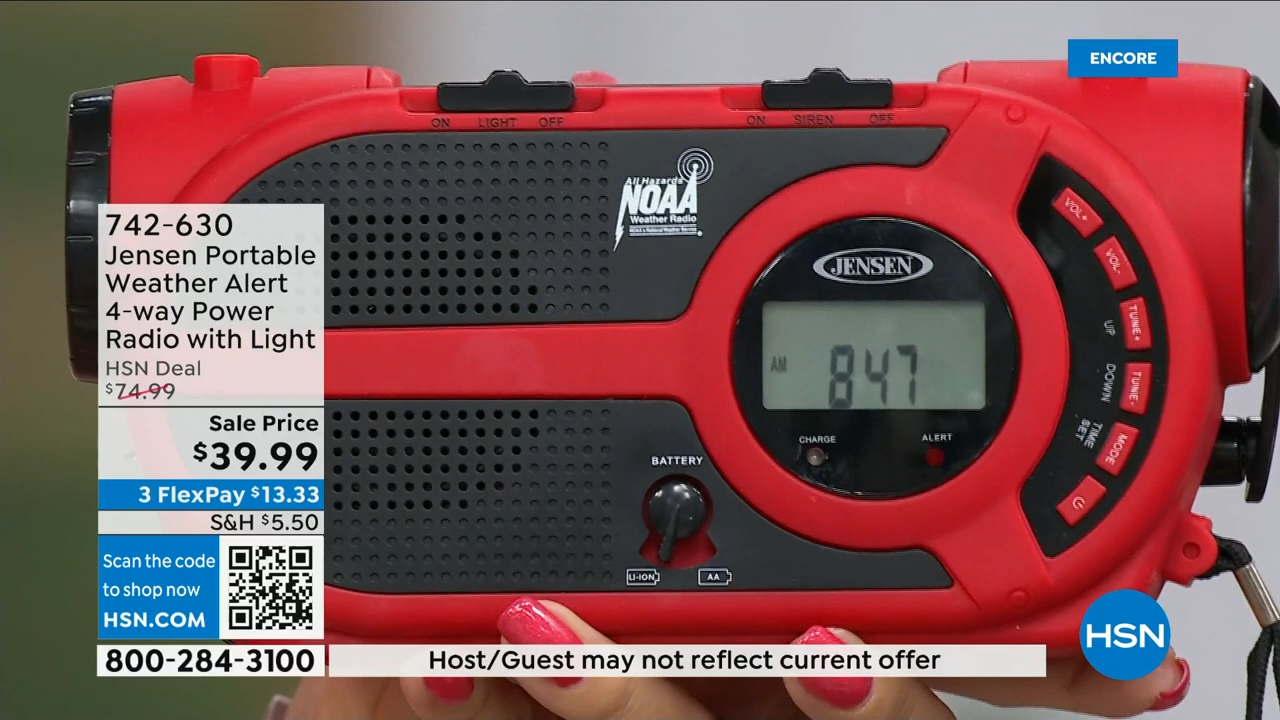 ENCORE
ON LIGHT OFF
ON SIREN OFF
All Hazards
NOAA
Weather Radio
VOL+
VOL-
TUNE+
UP
TUNE-
DOWN
MODE
TIME SET
JENSEN
AM 847
CHARGE
ALERT
BATTERY
LI-ION
AA
742-630
Jensen Portable
Weather Alert
4-way Power
Radio with Light
HSN Deal
$74.99
Sale Price
$39.99
3 FlexPay $13.33
S&H $5.50
Scan the code
to shop now
HSN.COM
800-284-3100
Host/Guest may not reflect current offer
HSN